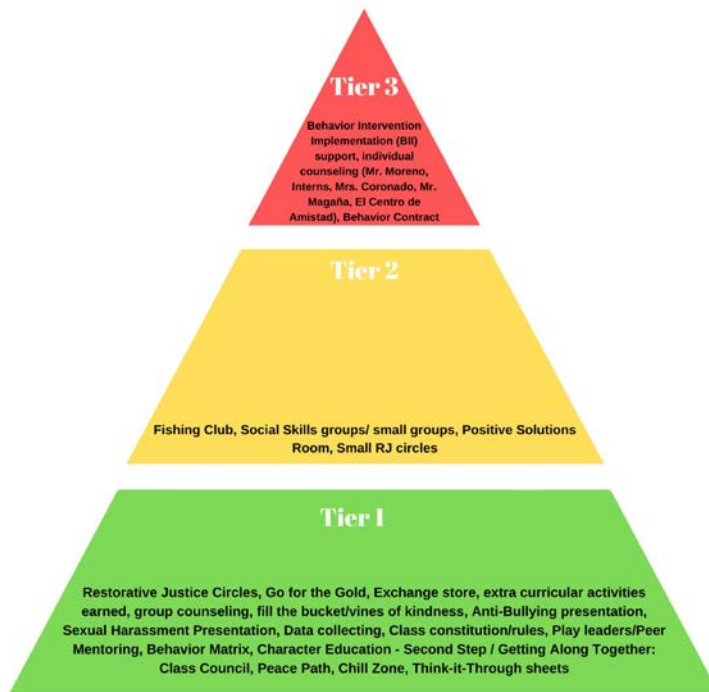 Tier 3
Behavior Intervention
Implementation (BII)
support, individual
counseling (Mr. Moreno,
Interns, Mrs. Coronado, Mr.
Magaña, El Centro de
Amistad), Behavior Contract
Tier 2
Fishing Club, Social Skills groups/ small groups, Positive Solutions
Room, Small RJ circles
Tier 1
Restorative Justice Circles, Go for the Gold, Exchange store, extra curricular activities
earned, group counseling, fill the bucket/vines of kindness, Anti-Bullying presentation,
Sexual Harassment Presentation, Data collecting, Class constitution/rules, Play leaders/Peer
Mentoring, Behavior Matrix, Character Education - Second Step / Getting Along Together:
Class Council, Peace Path, Chill Zone, Think-it-Through sheets